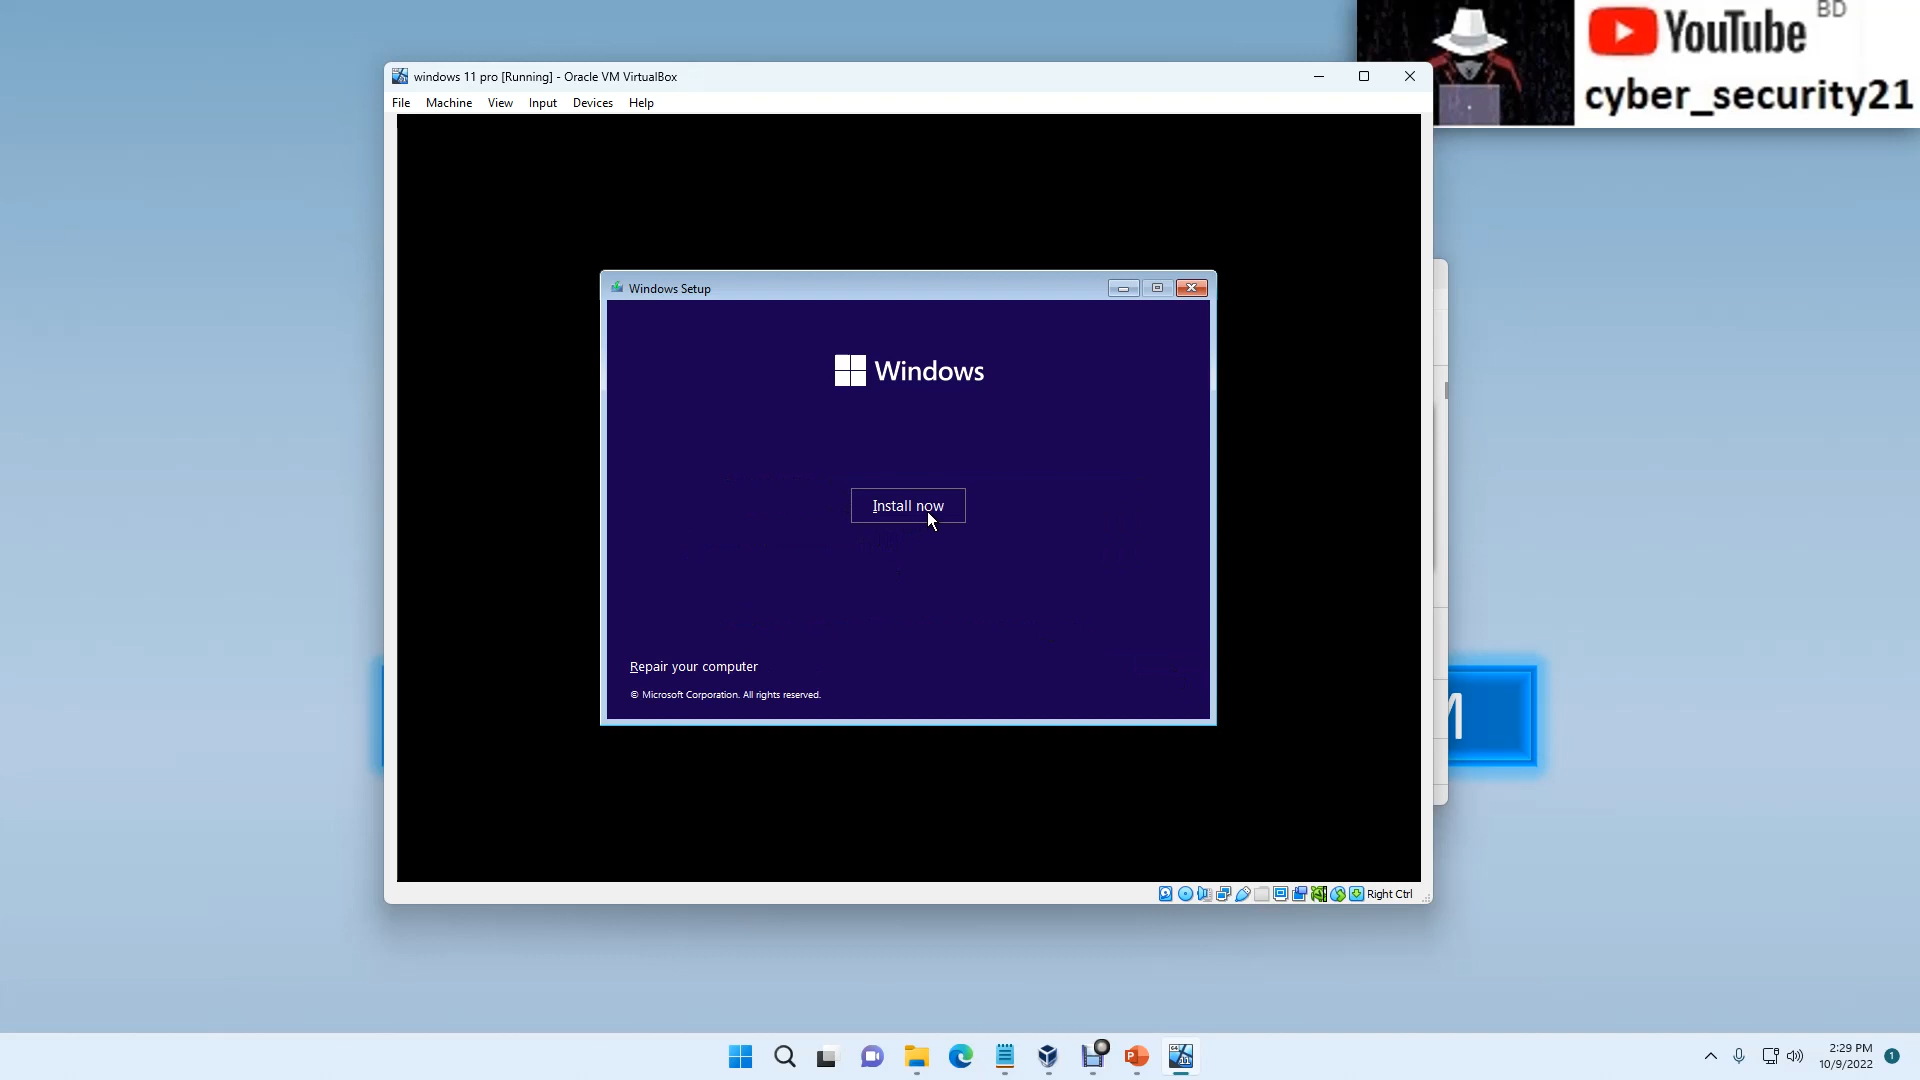 BD
YouTube
cyber_security21
windows 11 pro [Running] - Oracle VM VirtualBox
File Machine View Input Devices Help
Windows Setup
Windows
Install now
Repair your computer
© Microsoft Corporation. All rights reserved.
M
Right Ctrl
2:29 PM
10/9/2022
1